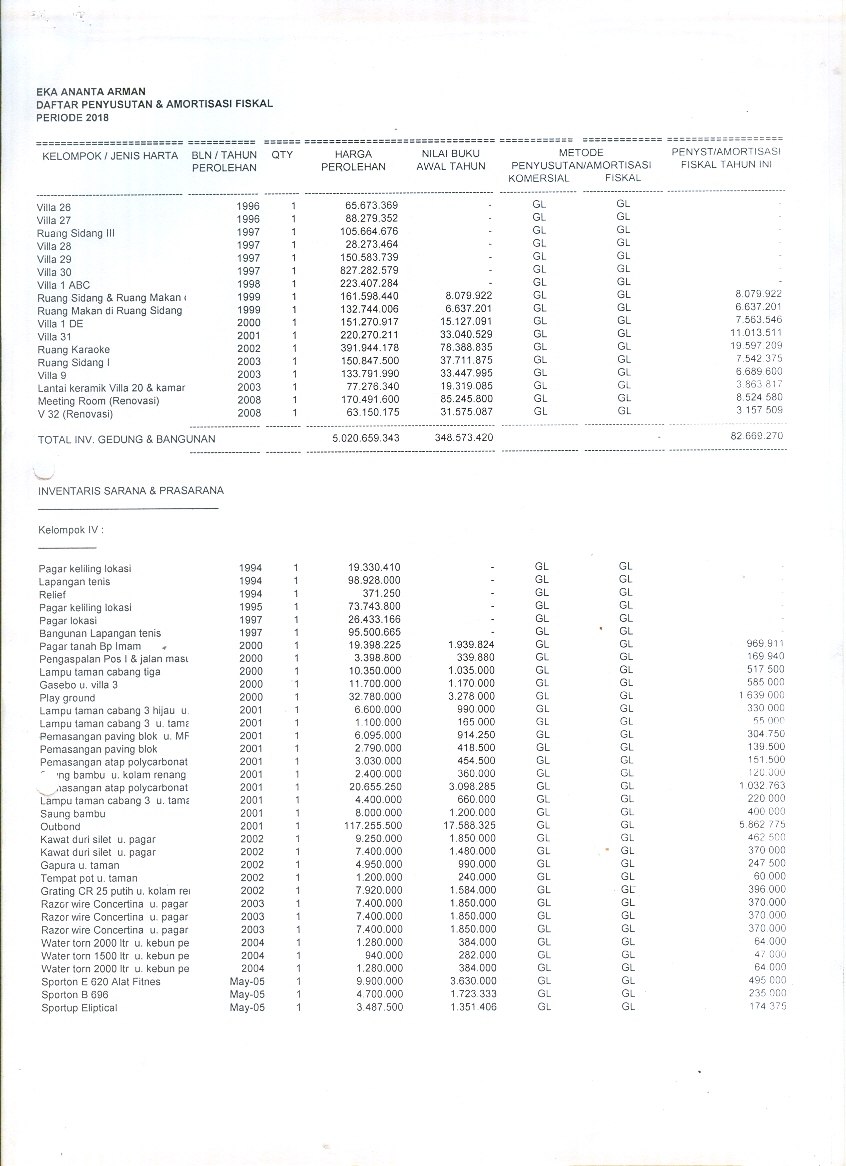 EKA ANANTA ARMAN
DAFTAR PENYUSUTAN & AMORTISASI FISKAL
PERIODE 2018
KELOMPOK / JENIS HARTA BLN / TAHUN PEROLEHAN QTY HARGA PEROLEHAN NILAI BUKU AWAL TAHUN METODE PENYUSUTAN/AMORTISASI KOMERSIAL FISKAL PENYST/AMORTISASI FISKAL TAHUN INI
Villa 26 1996 1 65.673.369 - GL GL -
Villa 27 1996 1 88.279.352 - GL GL -
Ruang Sidang III 1997 1 105.664.676 - GL GL -
Villa 28 1997 1 28.273.464 - GL GL -
Villa 29 1997 1 150.583.739 - GL GL -
Villa 30 1997 1 827.282.579 - GL GL -
Villa 1 ABC 1998 1 223.407.284 - GL GL -
Ruang Sidang & Ruang Makan 1999 1 161.598.440 8.079.922 GL GL 8.079.922
Ruang Makan di Ruang Sidang 1999 1 132.744.006 6.637.201 GL GL 6.637.201
Villa 1 DE 2000 1 151.270.917 15.127.091 GL GL 7.563.546
Villa 31 2001 1 220.270.211 33.040.529 GL GL 11.013.511
Ruang Karaoke 2002 1 391.944.178 78.388.835 GL GL 19.597.209
Ruang Sidang I 2003 1 150.847.500 37.711.875 GL GL 7.542.375
Villa 9 2003 1 133.791.990 33.447.995 GL GL 6.689.600
Lantai keramik Villa 20 & kamar 2003 1 77.276.340 19.319.085 GL GL 3.863.817
Meeting Room (Renovasi) 2008 1 170.491.600 85.245.800 GL GL 8.524.580
V 32 (Renovasi) 2008 1 63.150.175 31.575.087 GL GL 3.157.509
TOTAL INV. GEDUNG & BANGUNAN 5.020.659.343 348.573.420 - 82.669.270
INVENTARIS SARANA & PRASARANA
Kelompok IV :
Pagar keliling lokasi 1994 1 19.330.410 - GL GL -
Lapangan tenis 1994 1 98.928.000 - GL GL -
Relief 1994 1 371.250 - GL GL -
Pagar keliling lokasi 1995 1 73.743.800 - GL GL -
Pagar lokasi 1997 1 26.433.166 - GL GL -
Bangunan Lapangan tenis 1997 1 95.500.665 - GL GL -
Pagar tanah Bp Imam 2000 1 19.398.225 1.939.824 GL GL 969.911
Pengaspalan Pos I & jalan masu 2000 1 3.398.800 339.880 GL GL 169.940
Lampu taman cabang tiga 2000 1 10.350.000 1.035.000 GL GL 517.500
Gasebo u. villa 3 2000 1 11.700.000 1.170.000 GL GL 585.000
Play ground 2000 1 32.780.000 3.278.000 GL GL 1.639.000
Lampu taman cabang 3 hijau u. 2001 1 6.600.000 990.000 GL GL 330.000
Lampu taman cabang 3 u. tama 2001 1 1.100.000 165.000 GL GL 55.000
Pemasangan paving blok u. MF 2001 1 6.095.000 914.250 GL GL 304.750
Pemasangan paving blok 2001 1 2.790.000 418.500 GL GL 139.500
Pemasangan atap polycarbonat 2001 1 3.030.000 454.500 GL GL 151.500
ng bambu u. kolam renang 2001 1 2.400.000 360.000 GL GL 120.000
masangan atap polycarbonat 2001 1 20.655.250 3.098.285 GL GL 1.032.763
Lampu taman cabang 3 u. tama 2001 1 4.400.000 660.000 GL GL 220.000
Saung bambu 2001 1 8.000.000 1.200.000 GL GL 400.000
Outbond 2001 1 117.255.500 17.588.325 GL GL 5.862.775
Kawat duri silet u. pagar 2002 1 9.250.000 1.850.000 GL GL 462.500
Kawat duri silet u. pagar 2002 1 7.400.000 1.480.000 GL GL 370.000
Gapura u. taman 2002 1 4.950.000 990.000 GL GL 247.500
Tempat pot u. taman 2002 1 1.200.000 240.000 GL GL 60.000
Grating CR 25 putih u. kolam rei 2002 1 7.920.000 1.584.000 GL GL 396.000
Razor wire Concertina u. pagar 2003 1 7.400.000 1.850.000 GL GL 370.000
Razor wire Concertina u. pagar 2003 1 7.400.000 1.850.000 GL GL 370.000
Razor wire Concertina u. pagar 2003 1 7.400.000 1.850.000 GL GL 370.000
Water torn 2000 ltr u. kebun pe 2004 1 1.280.000 384.000 GL GL 64.000
Water torn 1500 ltr u. kebun pe 2004 1 940.000 282.000 GL GL 47.000
Water torn 2000 ltr u. kebun pe 2004 1 1.280.000 384.000 GL GL 64.000
Sporton E 620 Alat Fitnes May-05 1 9.900.000 3.630.000 GL GL 495.000
Sporton B 696 May-05 1 4.700.000 1.723.333 GL GL 235.000
Sportup Eliptical May-05 1 3.487.500 1.351.406 GL GL 174.375